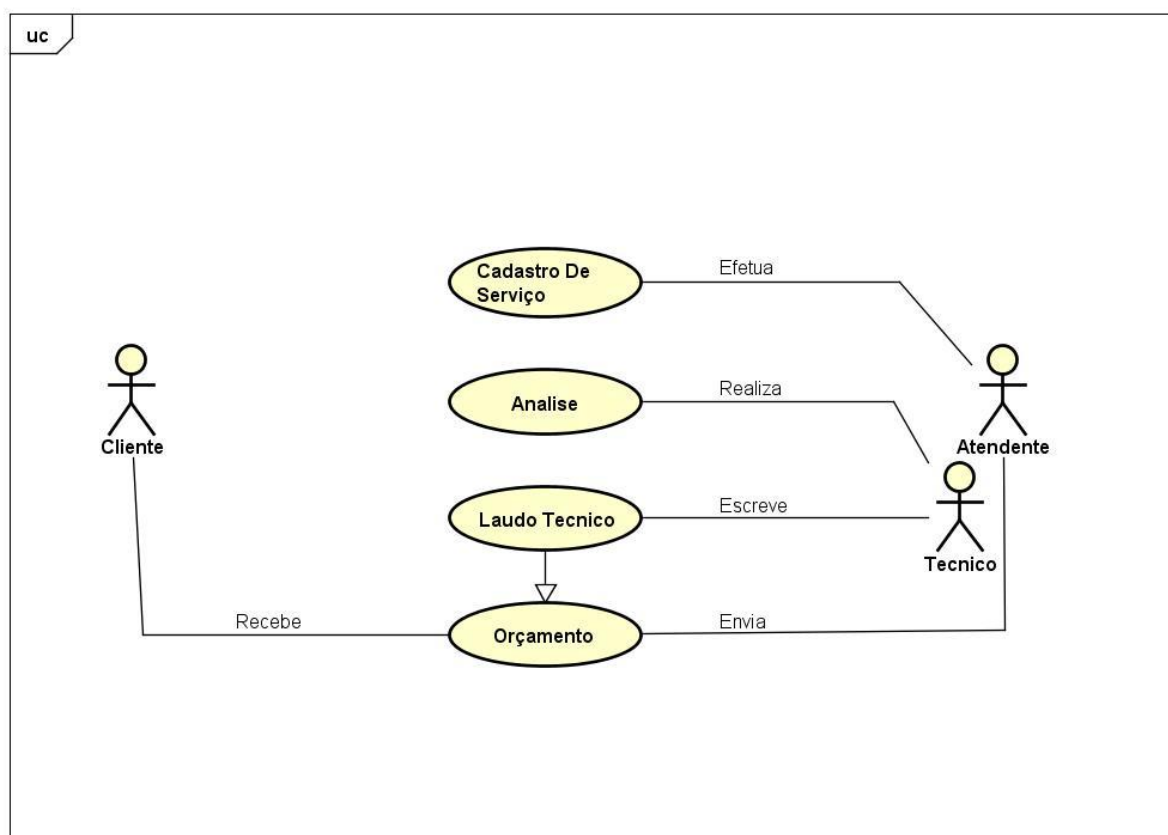 uc
Cadastro De
Serviço
Efetua
Analise
Realiza
Cliente
Atendente
Laudo Tecnico
Escreve
Tecnico
Recebe
Orçamento
Envia